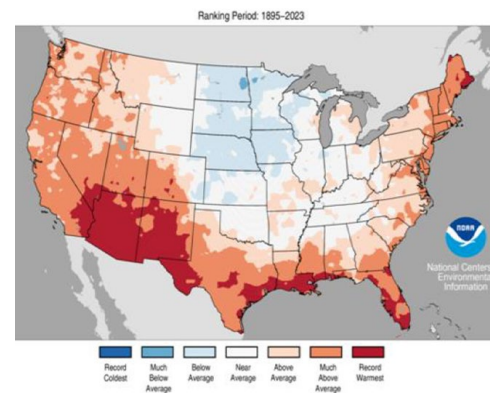 Ranking Period: 1895–2023
NOAA
National Centers
Environmental
Information
Record
Coldest
Much
Below
Average
Below
Average
Near
Average
Above
Average
Much
Above
Average
Record
Warmest